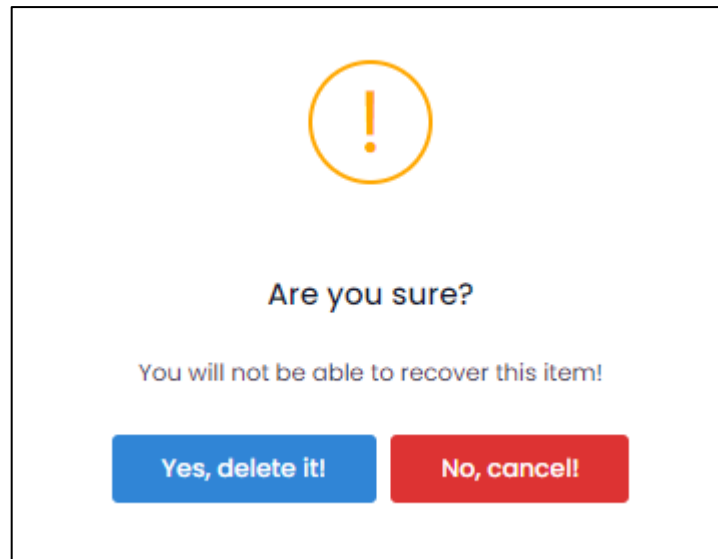 Are you sure?
You will not be able to recover this item!
Yes, delete it! No, cancel!